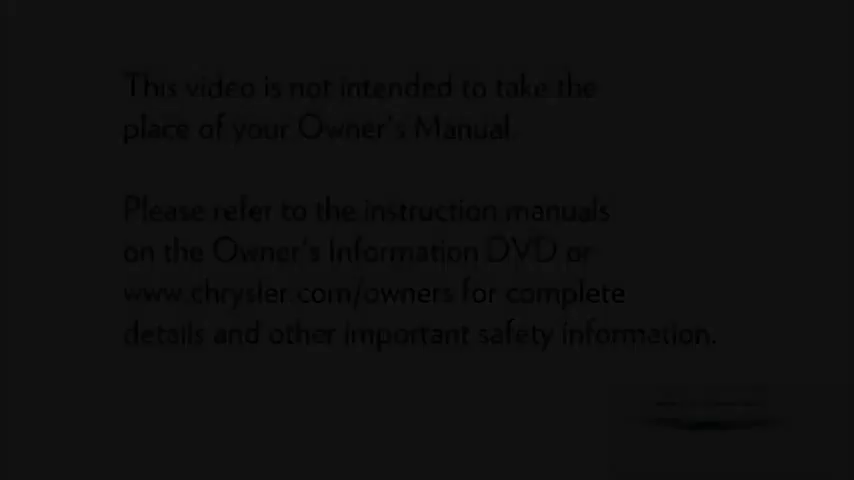 This video is not intended to take the
place of your Owner's Manual.
Please refer to the instruction manuals
on the Owner's Information DVD or
www.chrysler.com/owners for complete
details and other important safety information.